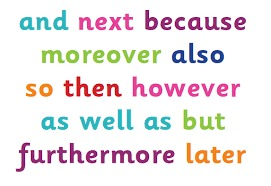 and next because
moreover also
so then however
as well as but
furthermore later